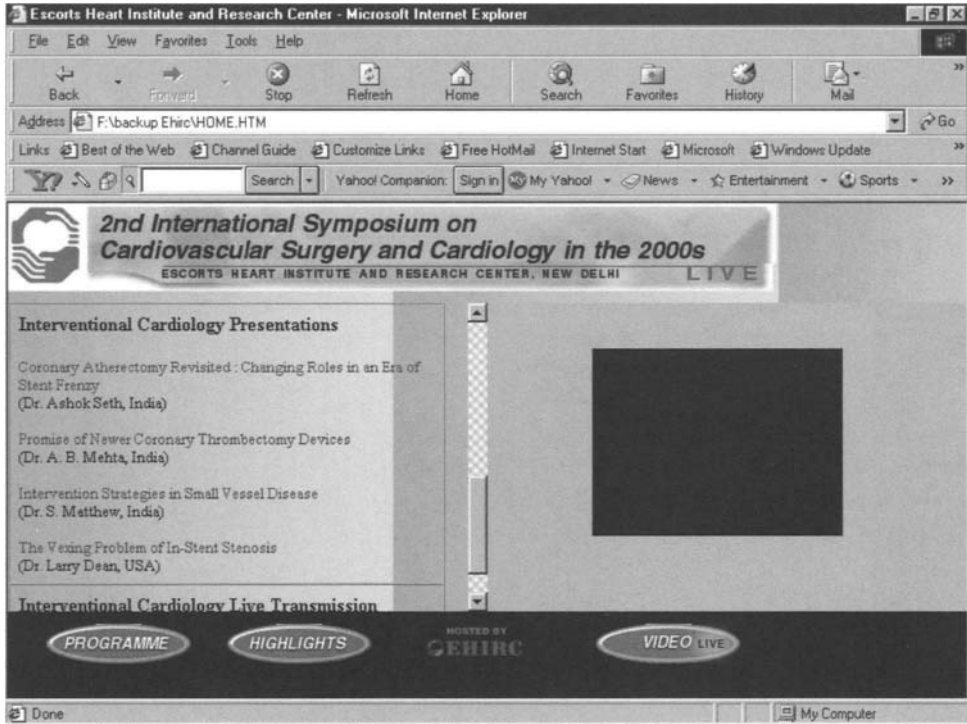 Escorts Heart Institute and Research Center - Microsoft Internet Explorer
File Edit View Favorites Tools Help
Back Forward Stop Refresh Home Search Favorites History Mail »
Address F:\backup Ehirc\HOME.HTM Go
Links Best of the Web Channel Guide Customize Links Free HotMail Internet Start Microsoft Windows Update »
Y? Search Yahoo! Companion: Sign in My Yahoo! News Entertainment Sports »
2nd International Symposium on
Cardiovascular Surgery and Cardiology in the 2000s
ESCORTS HEART INSTITUTE AND RESEARCH CENTER, NEW DELHI LIVE
Interventional Cardiology Presentations
Coronary Atherectomy Revisited : Changing Roles in an Era of
Stent Frenzy
(Dr. Ashok Seth, India)
Promise of Newer Coronary Thrombectomy Devices
(Dr. A. B. Mehta, India)
Intervention Strategies in Small Vessel Disease
(Dr. S. Matthew, India)
The Vexing Problem of In-Stent Stenosis
(Dr. Larry Dean, USA)
Interventional Cardiology Live Transmission
PROGRAMME HIGHLIGHTS HOSTED BY EHIRC VIDEO LIVE
Done My Computer